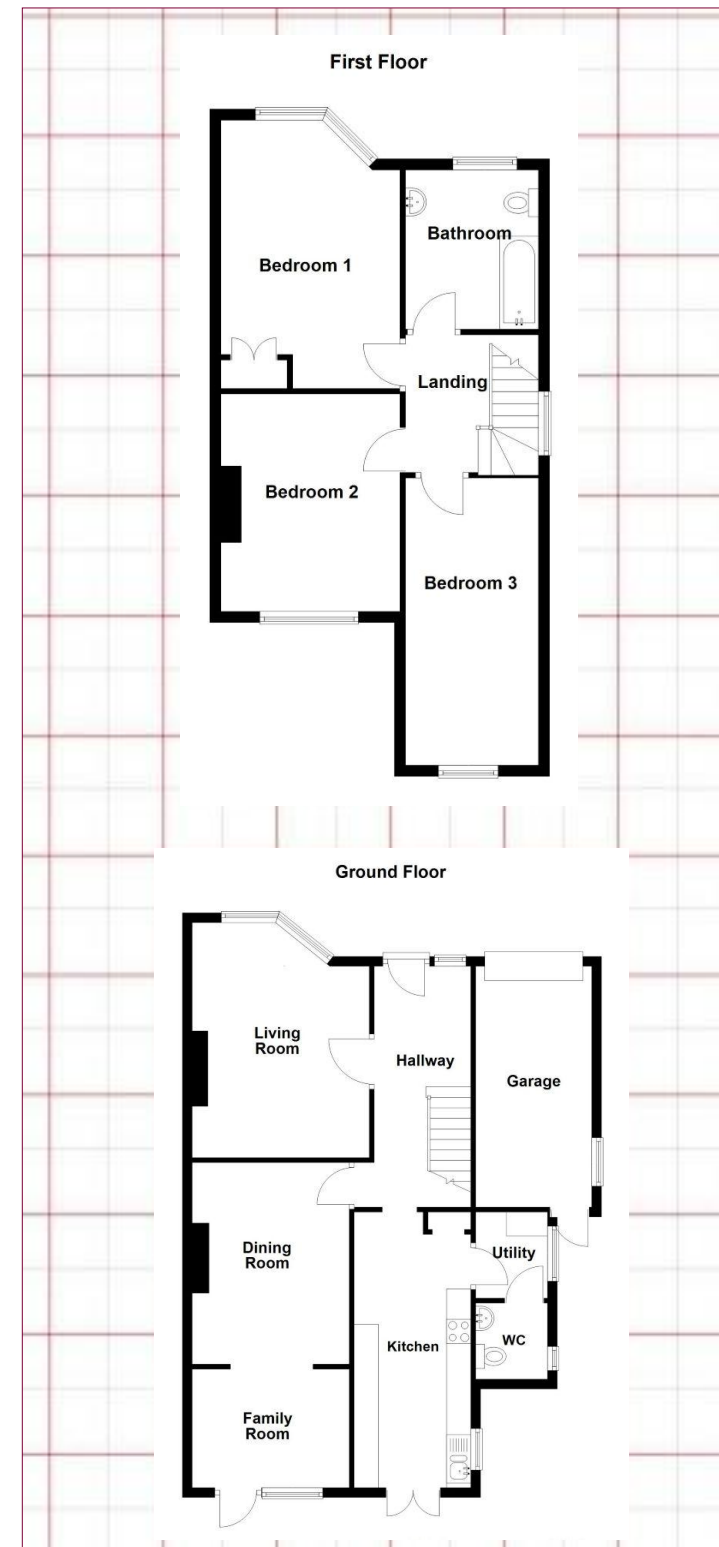 First Floor
Bathroom
Bedroom 1
Landing
Bedroom 2
Bedroom 3
Ground Floor
Living
Room
Hallway
Garage
Dining
Room
Utility
Kitchen
WC
Family
Room